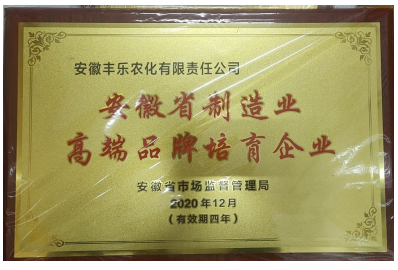 安徽丰乐农化有限责任公司
安徽省制造业
高端品牌培育企业
安徽省市场监督管理局
2020年12月
(有效期四年)